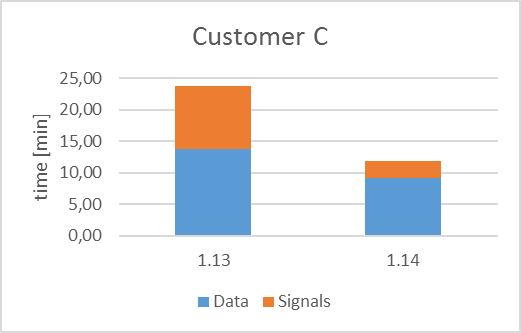 Customer C
time [min]
25,00
20,00
15,00
10,00
5,00
0,00
1.13 1.14
Data Signals